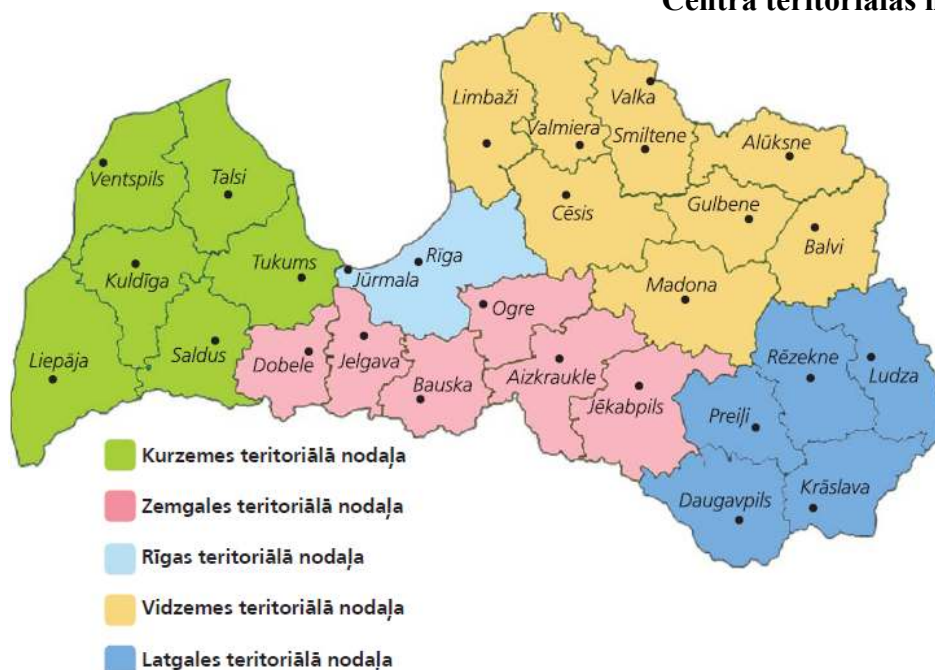 Centra teritoriālās
Limbaži
Valka
Valmiera
Smiltene
Alūksne
Ventspils
Talsi
Cēsis
Gulbene
Balvi
Rīga
Tukums
Jūrmala
Kuldīga
Madona
Ogre
Liepāja
Saldus
Dobele
Jelgava
Bauska
Aizkraukle
Rēzekne
Ludza
Jēkabpils
Preiļi
Daugavpils
Krāslava
Kurzemes teritoriālā nodaļa
Zemgales teritoriālā nodaļa
Rīgas teritoriālā nodaļa
Vidzemes teritoriālā nodaļa
Latgales teritoriālā nodaļa